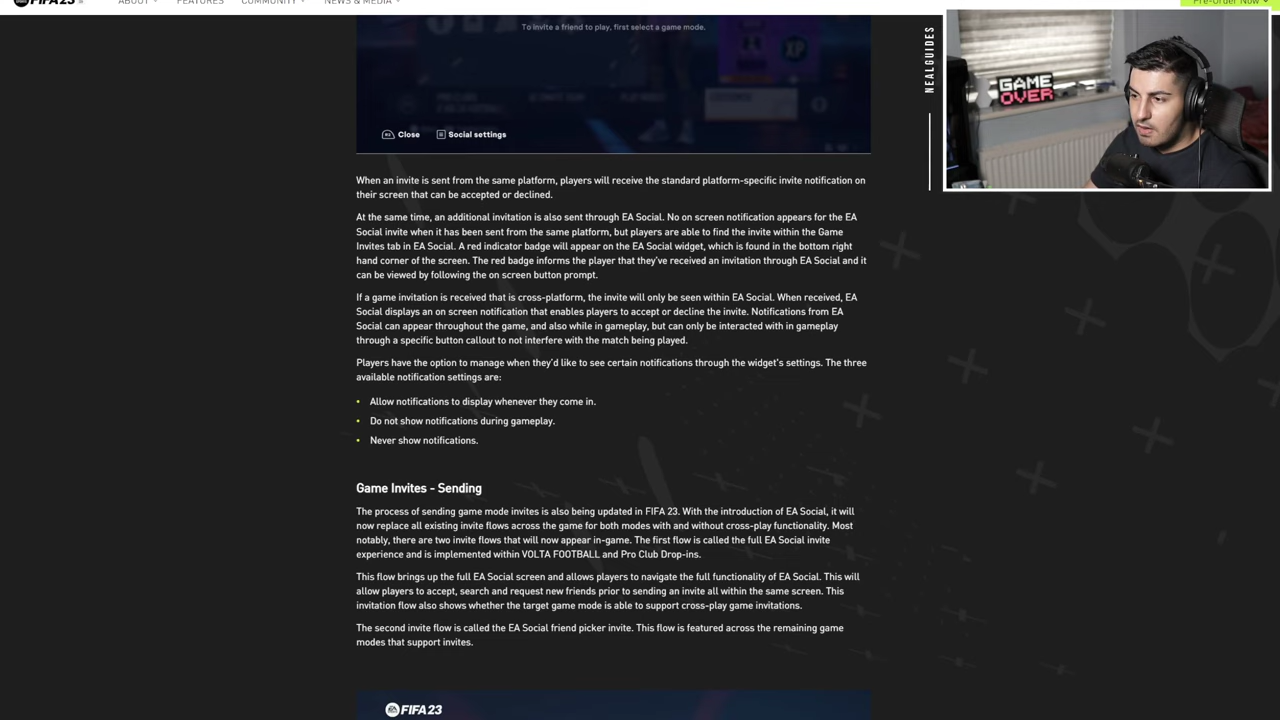 FIFA 23
ABOUT
FEATURES
COMMUNITY
NEWS & MEDIA
Pre-Order Now
To invite a friend to play, first select a game mode.
XP
Close
Social settings
NEALGUIDES
GAME
OVER
When an invite is sent from the same platform, players will receive the standard platform-specific invite notification on
their screen that can be accepted or declined.
At the same time, an additional invitation is also sent through EA Social. No on screen notification appears for the EA
Social invite when it has been sent from the same platform, but players are able to find the invite within the Game
Invites tab in EA Social. A red indicator badge will appear on the EA Social widget, which is found in the bottom right
hand corner of the screen. The red badge informs the player that they've received an invitation through EA Social and it
can be viewed by following the on screen button prompt.
If a game invitation is received that is cross-platform, the invite will only be seen within EA Social. When received, EA
Social displays an on screen notification that enables players to accept or decline the invite. Notifications from EA
Social can appear throughout the game, and also while in gameplay, but can only be interacted with in gameplay
through a specific button callout to not interfere with the match being played.
Players have the option to manage when they'd like to see certain notifications through the widget's settings. The three
available notification settings are:
• Allow notifications to display whenever they come in.
• Do not show notifications during gameplay.
• Never show notifications.
Game Invites - Sending
The process of sending game mode invites is also being updated in FIFA 23. With the introduction of EA Social, it will
now replace all existing invite flows across the game for both modes with and without cross-play functionality. Most
notably, there are two invite flows that will now appear in-game. The first flow is called the full EA Social invite
experience and is implemented within VOLTA FOOTBALL and Pro Club Drop-ins.
This flow brings up the full EA Social screen and allows players to navigate the full functionality of EA Social. This will
allow players to accept, search and request new friends prior to sending an invite all within the same screen. This
invitation flow also shows whether the target game mode is able to support cross-play game invitations.
The second invite flow is called the EA Social friend picker invite. This flow is featured across the remaining game
modes that support invites.
FIFA 23